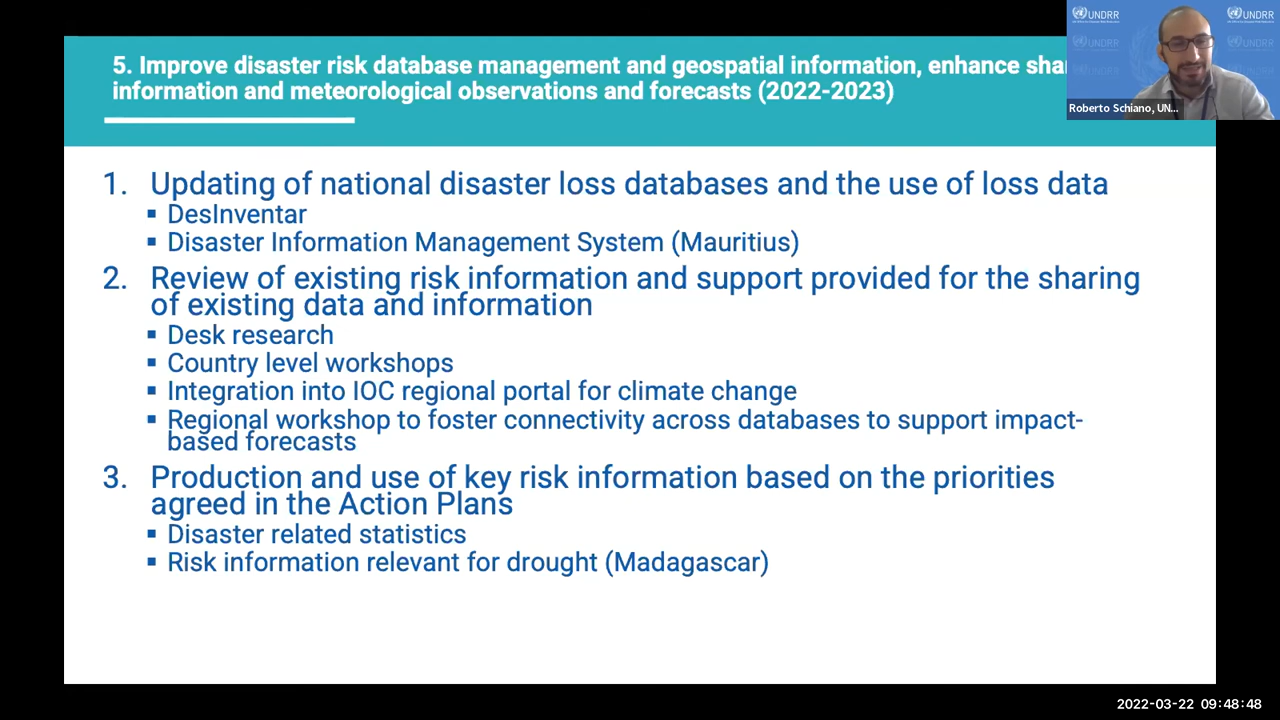 5. Improve disaster risk database management and geospatial information, enhance
information and meteorological observations and forecasts (2022-2023)
UNDRR
UNDRR
UNDRR
UNDRR
Roberto Schiano, UN...
1. Updating of national disaster loss databases and the use of loss data
▪ DesInventar
▪ Disaster Information Management System (Mauritius)
2. Review of existing risk information and support provided for the sharing
of existing data and information
▪ Desk research
▪ Country level workshops
▪ Integration into IOC regional portal for climate change
▪ Regional workshop to foster connectivity across databases to support impact-
based forecasts
3. Production and use of key risk information based on the priorities
agreed in the Action Plans
▪ Disaster related statistics
▪ Risk information relevant for drought (Madagascar)
2022-03-22 09:48:48